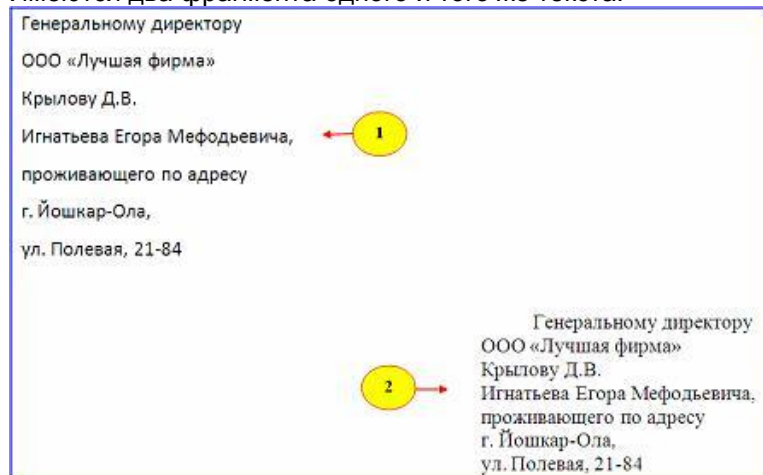 Имеются два фрагмента одного и того же текста.
Генеральному директору
ООО «Лучшая фирма»
Крылову Д.В.
Игнатьева Егора Мефодьевича,
1
проживающего по адресу
г. Йошкар-Ола,
ул. Полевая, 21-84
Генеральному директору
ООО «Лучшая фирма»
Крылову Д.В.
2
Игнатьева Егора Мефодьевича,
проживающего по адресу
г. Йошкар-Ола,
ул. Полевая, 21-84